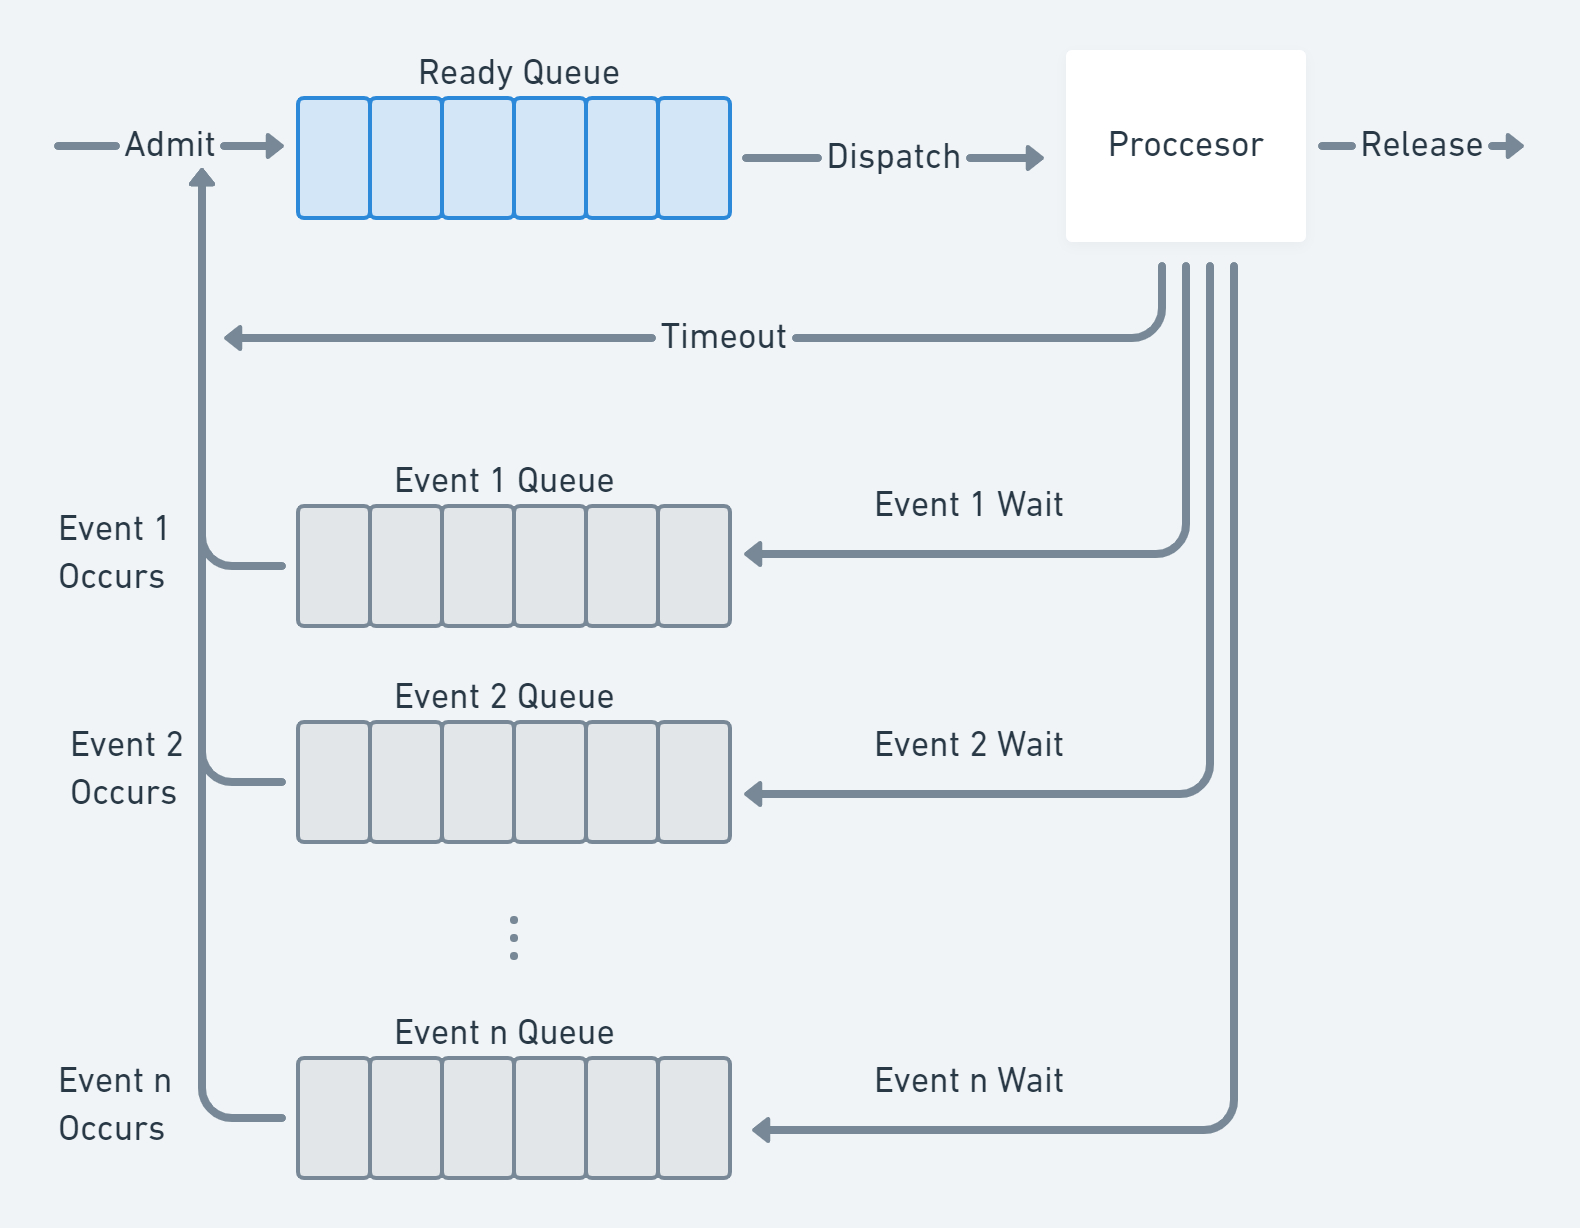 Ready Queue
Admit
Dispatch
Proccesor
Release
Timeout
Event 1 Queue
Event 1 Wait
Event 1
Occurs
Event 2 Queue
Event 2 Wait
Event 2
Occurs
Event n Queue
Event n Wait
Event n
Occurs